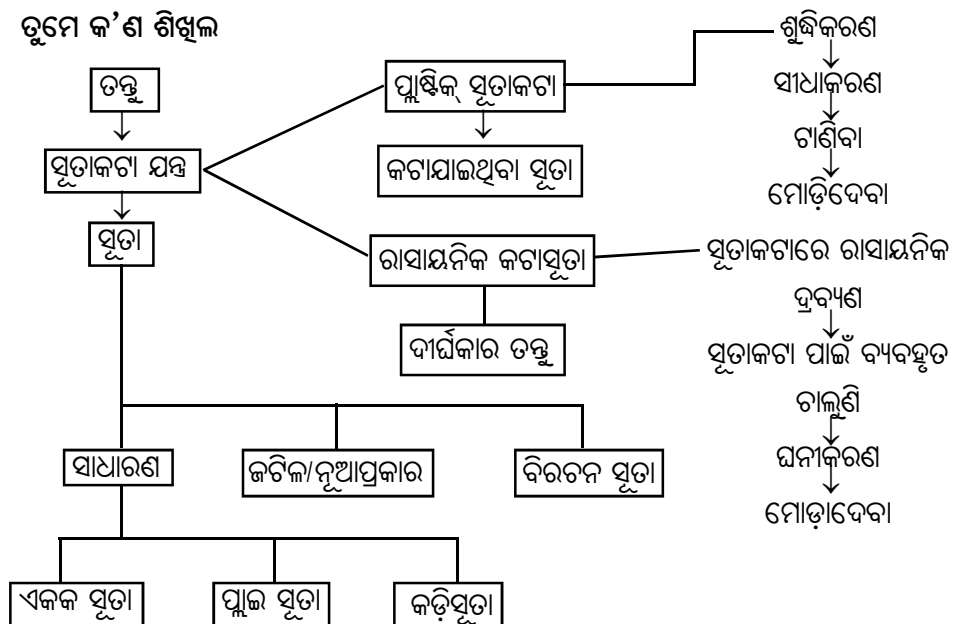 ତୁମେ କ'ଣ ଶିଖିଲ
ତନ୍ତୁ
ସୂତାକଟା ଯନ୍ତ୍ର
ସୂତା
ପ୍ଲାଷ୍ଟିକ୍ ସୂତାକଟା
କଟାଯାଇଥିବା ସୂତା
ଶୁଦ୍ଧିକରଣ
ସୀଧାକରଣ
ଟାଣିବା
ମୋଡ଼ିଦେବା
ରାସାୟନିକ କଟାସୂତା
ଦୀର୍ଘକାର ତନ୍ତୁ
ସୂତାକଟାରେ ରାସାୟନିକ
ଦ୍ରବ୍ୟଣ
ସୂତାକଟା ପାଇଁ ବ୍ୟବହୃତ
ଚାଲୁଣି
ଘନୀକରଣ
ମୋଡ଼ାଦେବା
ସାଧାରଣ
ଜଟିଳ/ନୂଆପ୍ରକାର
ବିରଚନ ସୂତା
ଏକକ ସୂତା
ପ୍ଲାଇ ସୂତା
କଡ଼ିସୂତା